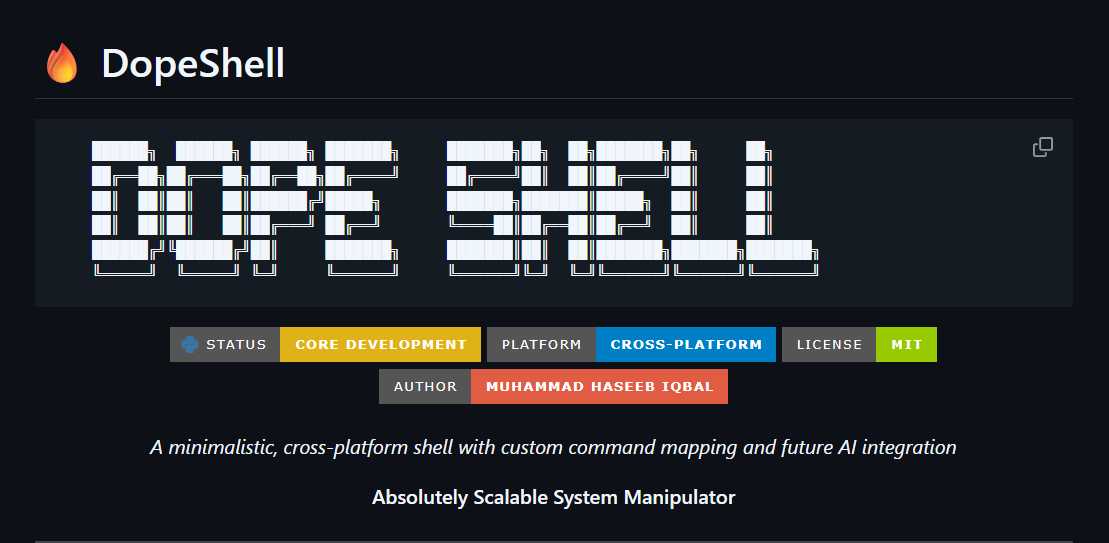 🔥 DopeShell
DOPE SHELL
STATUS CORE DEVELOPMENT PLATFORM CROSS-PLATFORM LICENSE MIT
AUTHOR MUHAMMAD HASEEB IQBAL
A minimalistic, cross-platform shell with custom command mapping and future AI integration
Absolutely Scalable System Manipulator